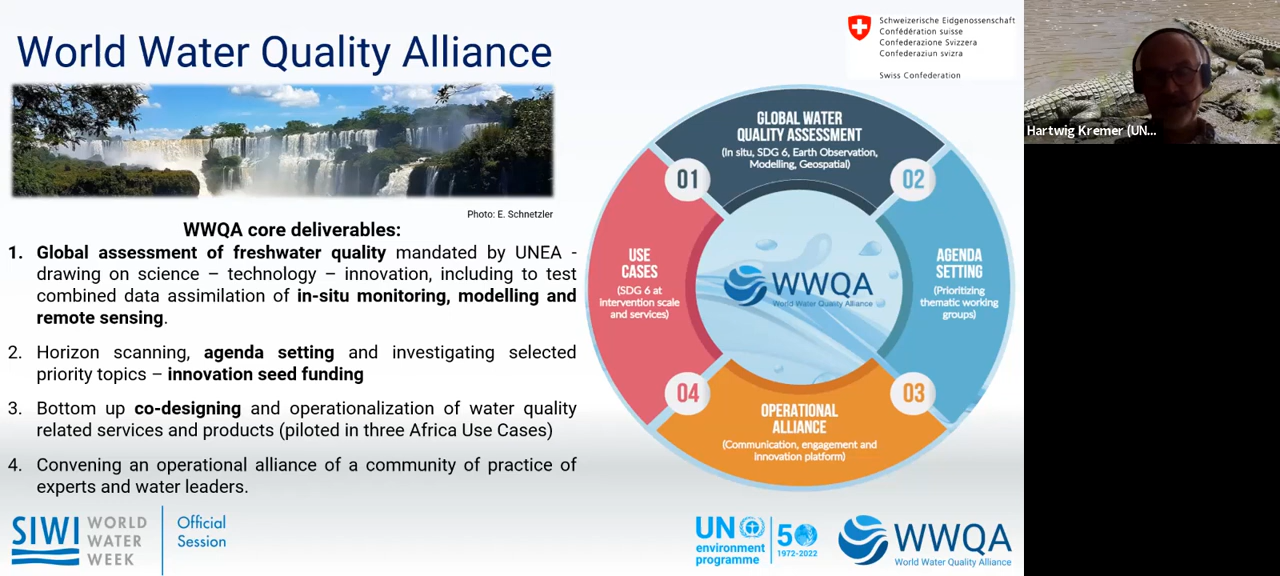 World Water Quality Alliance
Schweizerische Eidgenossenschaft
Confédération suisse
Confederazione Svizzera
Confederaziun svizra
Swiss Confederation
Photo: E. Schnetzler
WWQA core deliverables:
1. Global assessment of freshwater quality mandated by UNEA -
drawing on science – technology – innovation, including to test
combined data assimilation of in-situ monitoring, modelling and
remote sensing.
2. Horizon scanning, agenda setting and investigating selected
priority topics – innovation seed funding
3. Bottom up co-designing and operationalization of water quality
related services and products (piloted in three Africa Use Cases)
4. Convening an operational alliance of a community of practice of
experts and water leaders.
GLOBAL WATER
QUALITY ASSESSMENT
(In situ, SDG 6, Earth Observation,
Modelling, Geospatial)
01
02
USE
CASES
(SDG 6 at
intervention scale
and services)
WWQA
World Water Quality Alliance
AGENDA
SETTING
(Prioritizing
thematic working
groups)
04
03
OPERATIONAL
ALLIANCE
(Communication, engagement and
innovation platform)
SIWI
WORLD
WATER
WEEK
Official
Session
UN
environment
programme
50
1972-2022
WWQA
World Water Quality Alliance
Hartwig Kremer (UN...